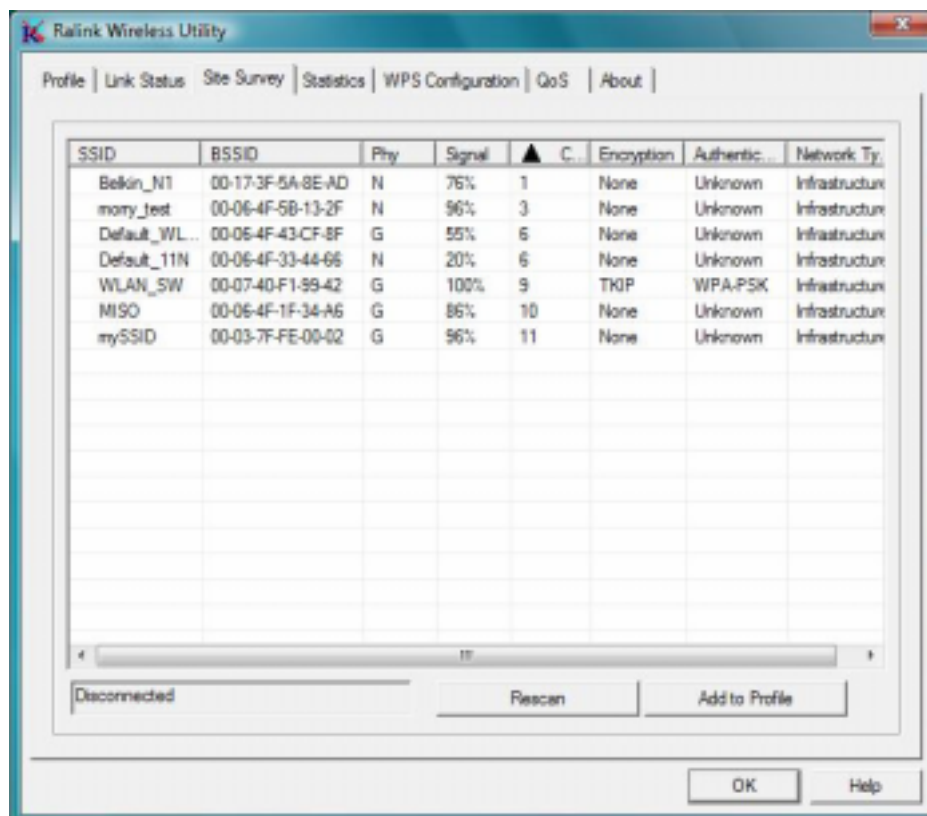 Ralink Wireless Utility
Profile Link Status Site Survey Statistics WPS Configuration QoS About
SSID BSSID Phy Signal ▲ C... Encryption Authentic... Network Ty...
Belkin_N1 00-17-3F-5A-8E-AD N 76% 1 None Unknown Infrastructure
morry_test 00-06-4F-5B-13-2F N 96% 3 None Unknown Infrastructure
Default_WL... 00-06-4F-43-CF-8F G 55% 6 None Unknown Infrastructure
Default_11N 00-06-4F-33-44-66 N 20% 6 None Unknown Infrastructure
WLAN_SW 00-07-40-F1-99-42 G 100% 9 TKIP WPA-PSK Infrastructure
MISO 00-06-4F-1F-34-A6 G 86% 10 None Unknown Infrastructure
mySSID 00-03-7F-FE-00-02 G 96% 11 None Unknown Infrastructure
Disconnected Rescan Add to Profile
OK Help